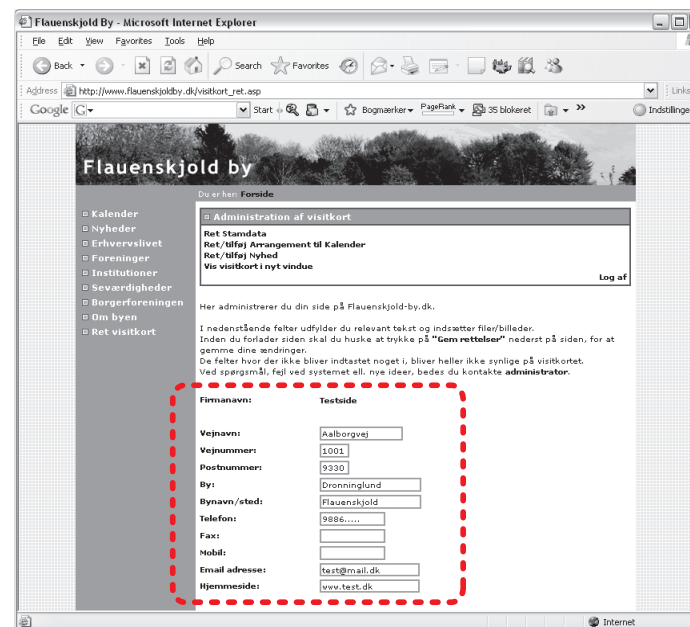 Flauenskjold By - Microsoft Internet Explorer
File Edit View Favorites Tools Help
Back Search Favorites
Address http://www.flauenskjoldby.dk/visitkort_ret.asp Links
Google G Start Bogmærker PageRank 35 blokeret » Indstillinge
Flauenskjold by
Du er her: Forside
Kalender
Nyheder
Erhvervslivet
Foreninger
Institutioner
Seværdigheder
Borgerforeningen
Om byen
Ret visitkort
Administration af visitkort
Ret Stamdata
Ret/tilføj Arrangement til Kalender
Ret/tilføj Nyhed
Vis visitkort i nyt vindue
Log af
Her administrerer du din side på Flauenskjold-by.dk.
I nedenstående felter udfylder du relevant tekst og indsætter filer/billeder.
Inden du forlader siden skal du huske at trykke på "Gem rettelser" nederst på siden, for at
gemme dine ændringer.
De felter hvor der ikke bliver indtastet noget i, bliver heller ikke synlige på visitkortet.
Ved spørgsmål, fejl ved systemet ell. nye ideer, bedes du kontakte administrator.
Firmanavn: Testside
Vejnavn: Aalborgvej
Vejnummer: 1001
Postnummer: 9330
By: Dronninglund
Bynavn/sted: Flauenskjold
Telefon: 9886.....
Fax:
Mobil:
Email adresse: test@mail.dk
Hjemmeside: www.test.dk
Internet